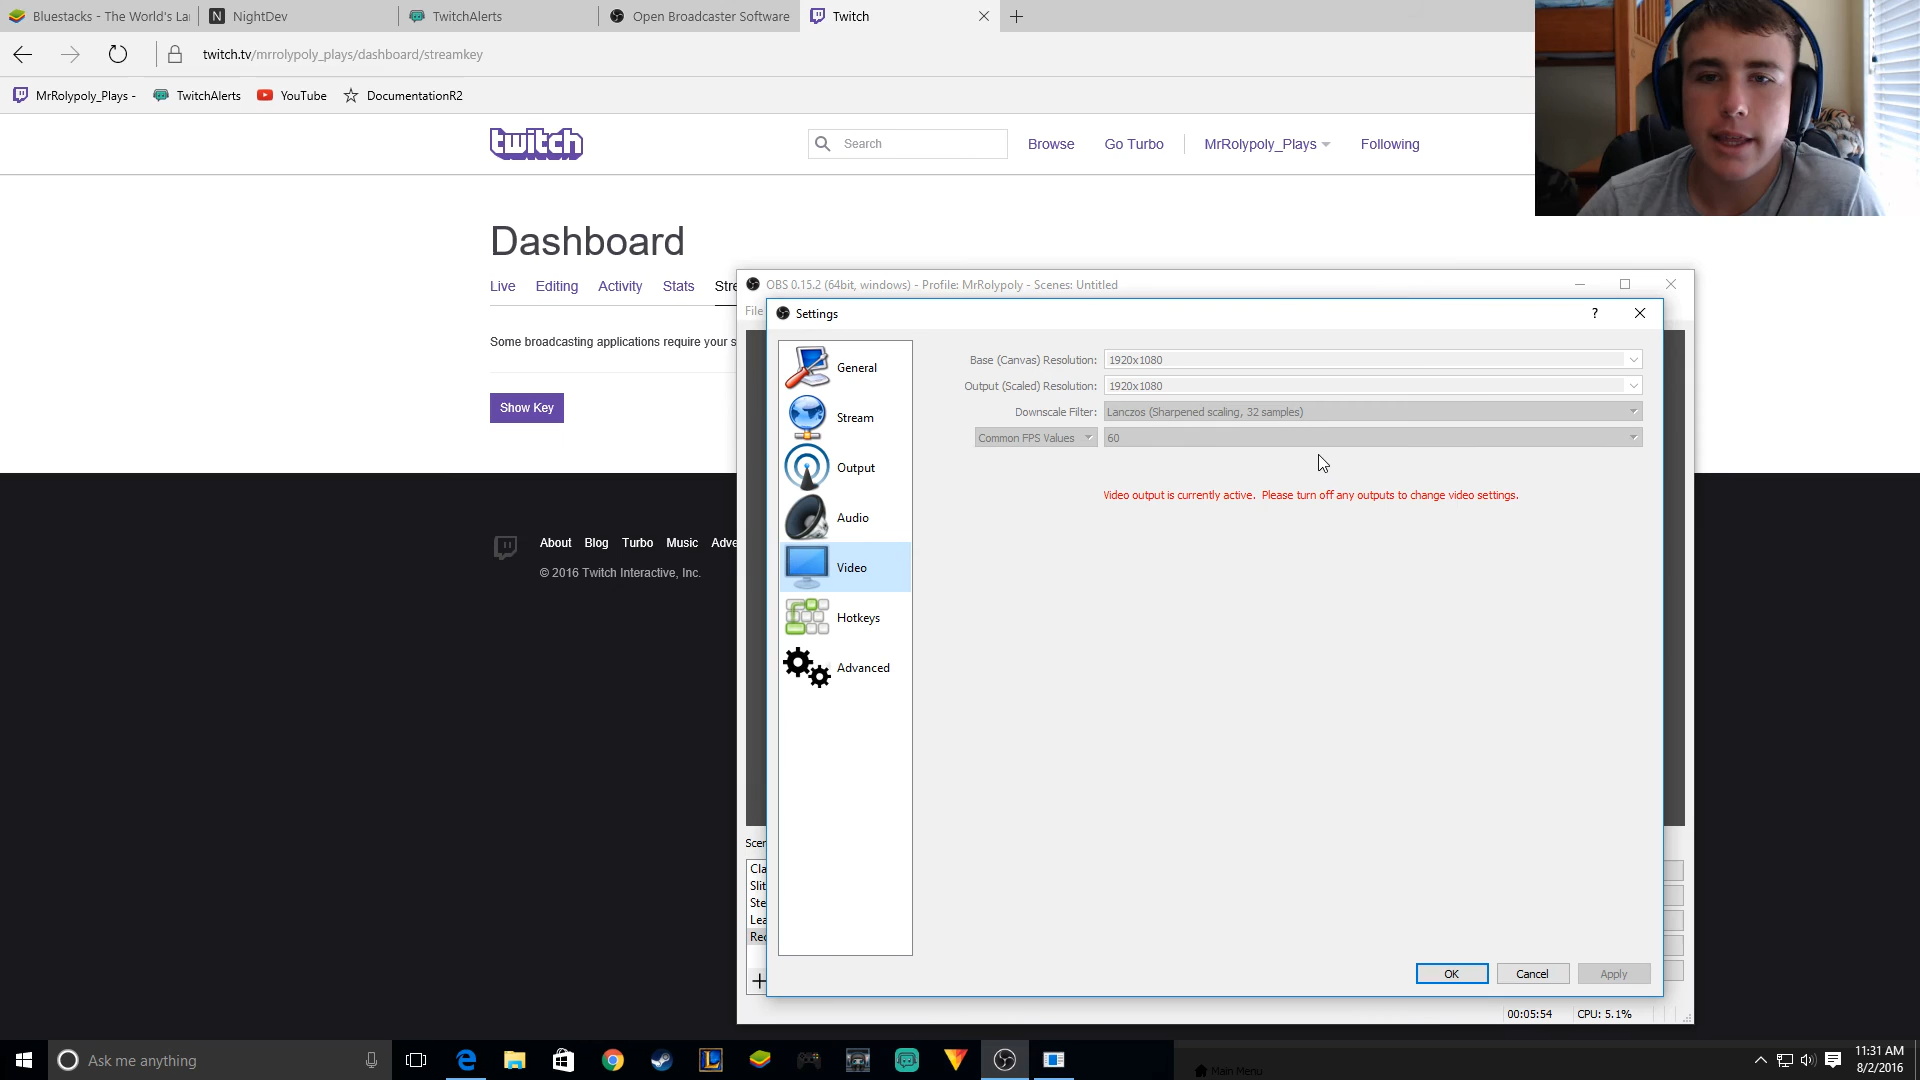 Bluestacks - The World's La
NightDev
TwitchAlerts
Open Broadcaster Software
Twitch
twitch.tv/mrrolypoly_plays/dashboard/streamkey
MrRolypoly_Plays -
TwitchAlerts
YouTube
DocumentationR2
twitch
Search
Browse
Go Turbo
MrRolypoly_Plays
Following
Dashboard
Live
Editing
Activity
Stats
Stre
Some broadcasting applications require your s
Show Key
About
Blog
Turbo
Music
Adve
© 2016 Twitch Interactive, Inc.
OBS 0.15.2 (64bit, windows) - Profile: MrRolypoly - Scenes: Untitled
File
Settings
?
General
Stream
Output
Audio
Video
Hotkeys
Advanced
Base (Canvas) Resolution: 1920x1080
Output (Scaled) Resolution: 1920x1080
Downscale Filter: Lanczos (Sharpened scaling, 32 samples)
Common FPS Values 60
Video output is currently active. Please turn off any outputs to change video settings.
Scen
Cla
Slit
Ste
Lea
Rec
OK
Cancel
Apply
00:05:54
CPU: 5.1%
Ask me anything
Main Menu
11:31 AM
8/2/2016